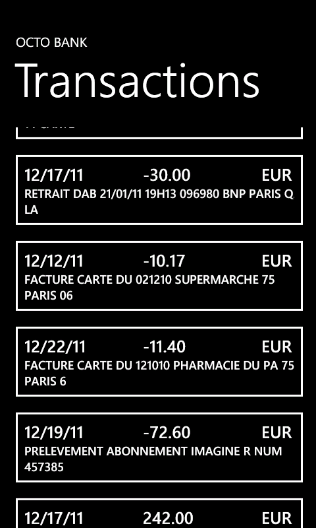 OCTO BANK
Transactions
12/17/11 -30.00 EUR
RETRAIT DAB 21/01/11 19H13 096980 BNP PARIS Q
LA
12/12/11 -10.17 EUR
FACTURE CARTE DU 021210 SUPERMARCHE 75
PARIS 06
12/22/11 -11.40 EUR
FACTURE CARTE DU 121010 PHARMACIE DU PA 75
PARIS 6
12/19/11 -72.60 EUR
PRELEVEMENT ABONNEMENT IMAGINE R NUM
457385
12/17/11 242.00 EUR